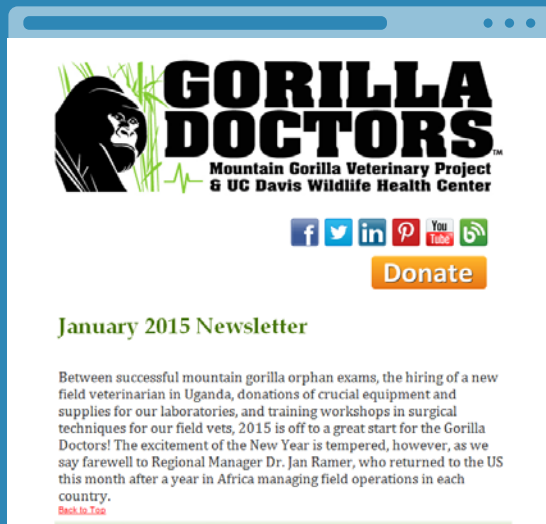 GORILLA
DOCTORS™
Mountain Gorilla Veterinary Project
& UC Davis Wildlife Health Center
f in P You Tube b
Donate
January 2015 Newsletter
Between successful mountain gorilla orphan exams, the hiring of a new
field veterinarian in Uganda, donations of crucial equipment and
supplies for our laboratories, and training workshops in surgical
techniques for our field vets, 2015 is off to a great start for the Gorilla
Doctors! The excitement of the New Year is tempered, however, as we
say farewell to Regional Manager Dr. Jan Ramer, who returned to the US
this month after a year in Africa managing field operations in each
country.
Back to Top